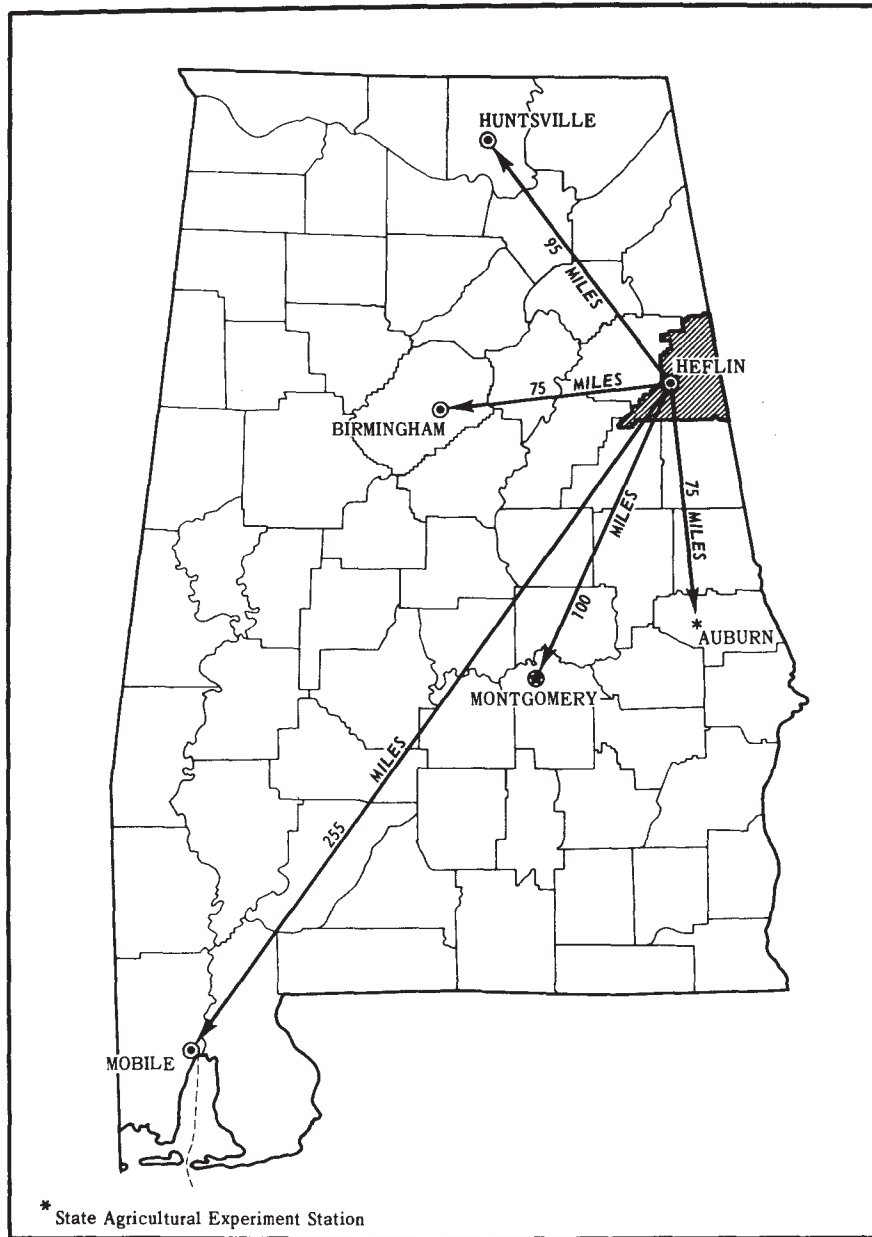 HUNTSVILLE
95 MILES
HEFLIN
75 MILES
BIRMINGHAM
75 MILES
100 MILES
* AUBURN
MONTGOMERY
255 MILES
MOBILE
* State Agricultural Experiment Station